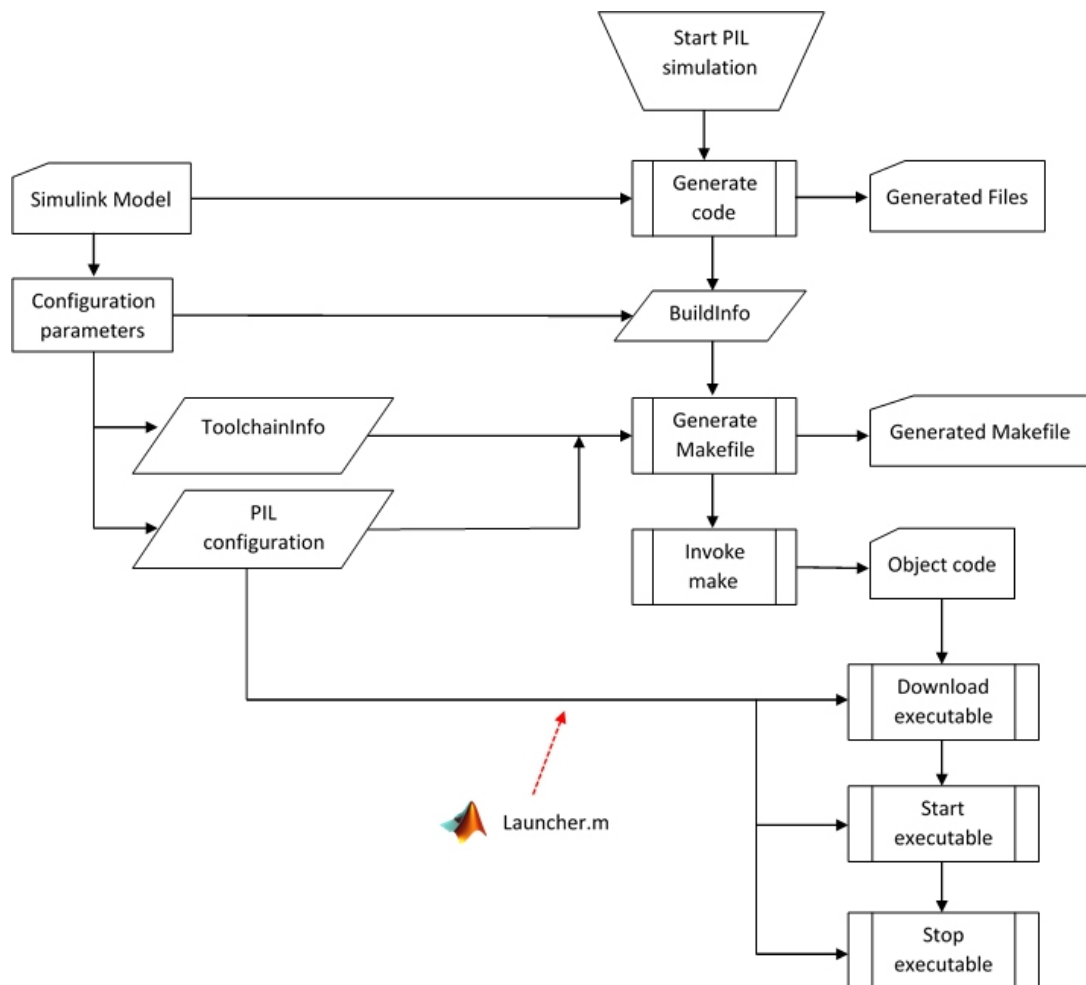 Start PIL
simulation
Simulink Model
Generate
code
Generated Files
Configuration
parameters
BuildInfo
ToolchainInfo
Generate
Makefile
Generated Makefile
PIL
configuration
Invoke
make
Object code
Download
executable
Launcher.m
Start
executable
Stop
executable